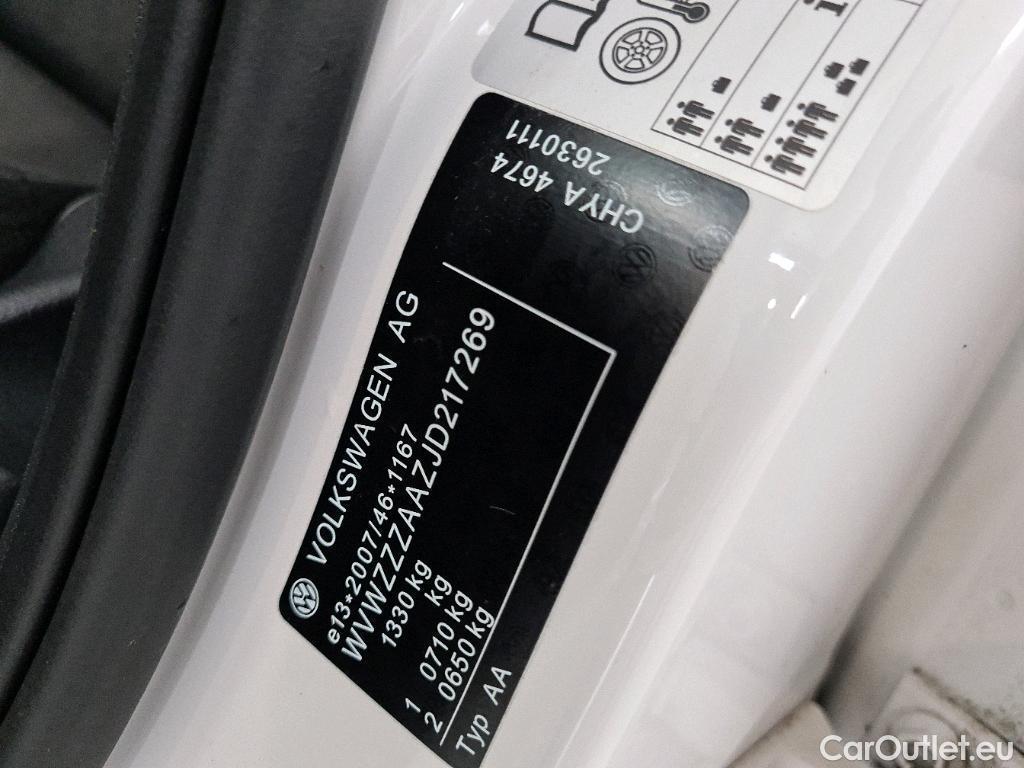 VOLKSWAGEN AG
e13*2007/46*1167
WVWZZZAAZJD217269
1330 kg
kg
1 0710 kg
2 0650 kg
Typ AA
CHYA 4674
2630111
CarOutlet.eu